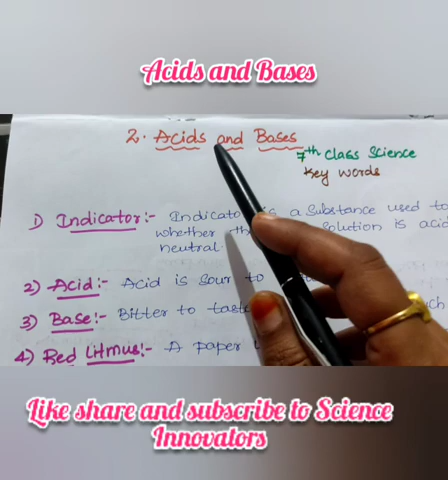 Acids and Bases
2. Acids and Bases
7th Class Science
Key words
1) Indicator:- Indicator is a substance used to
whether the solution is acid
neutral
2) Acid:- Acid is sour to
3) Base:- Bitter to taste
4) Red Litmus:- A paper
Like share and subscribe to Science
Innovators